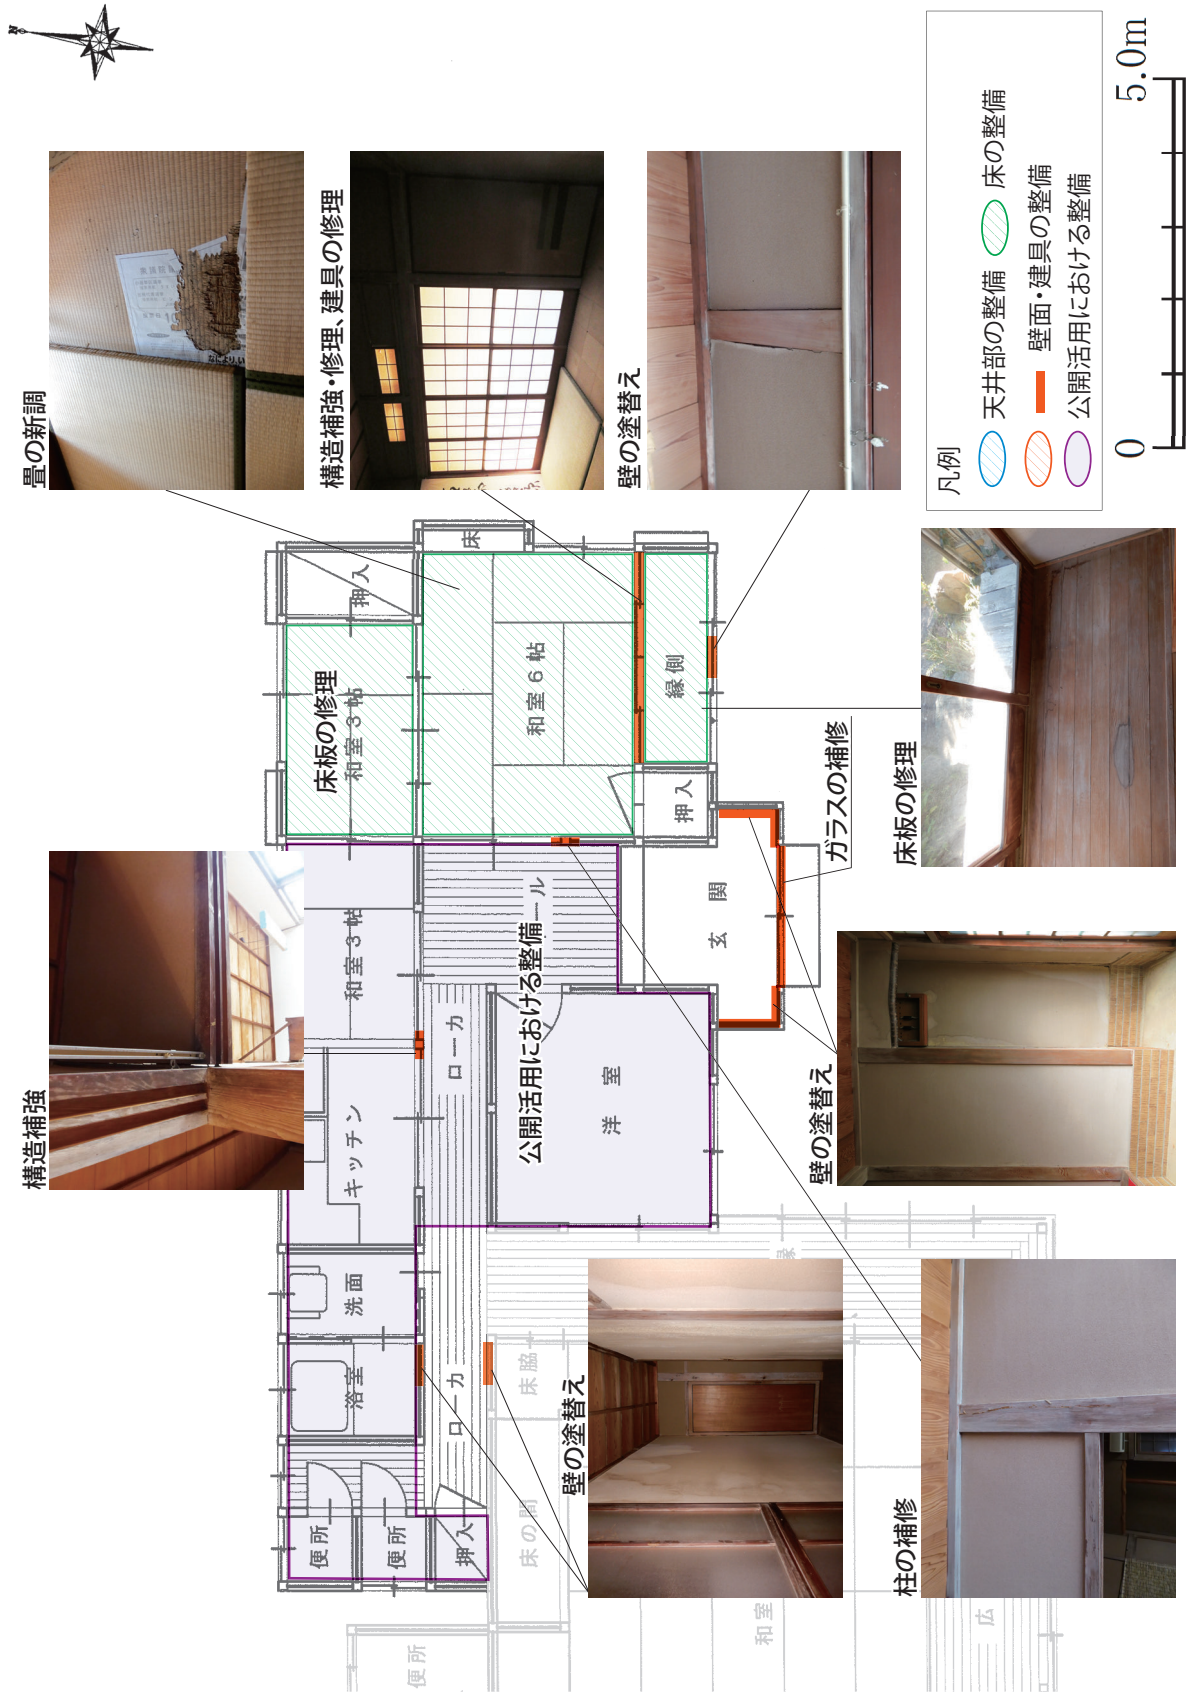 構造補強
畳の新調
構造補強・修理、建具の修理
壁の塗替え
床板の修理
公開活用における整備
ガラスの補修
床板の修理
壁の塗替え
壁の塗替え
柱の補修
便所
便所
押入
浴室
洗面
キッチン
和室3帖
和室3帖
押入
ローカ
ローカ
ール
洋室
和室6帖
床
縁側
押入
玄関
床の間
床脇
縁
便所
和室
広
凡例
天井部の整備
床の整備
壁面・建具の整備
公開活用における整備
0
5.0m
N